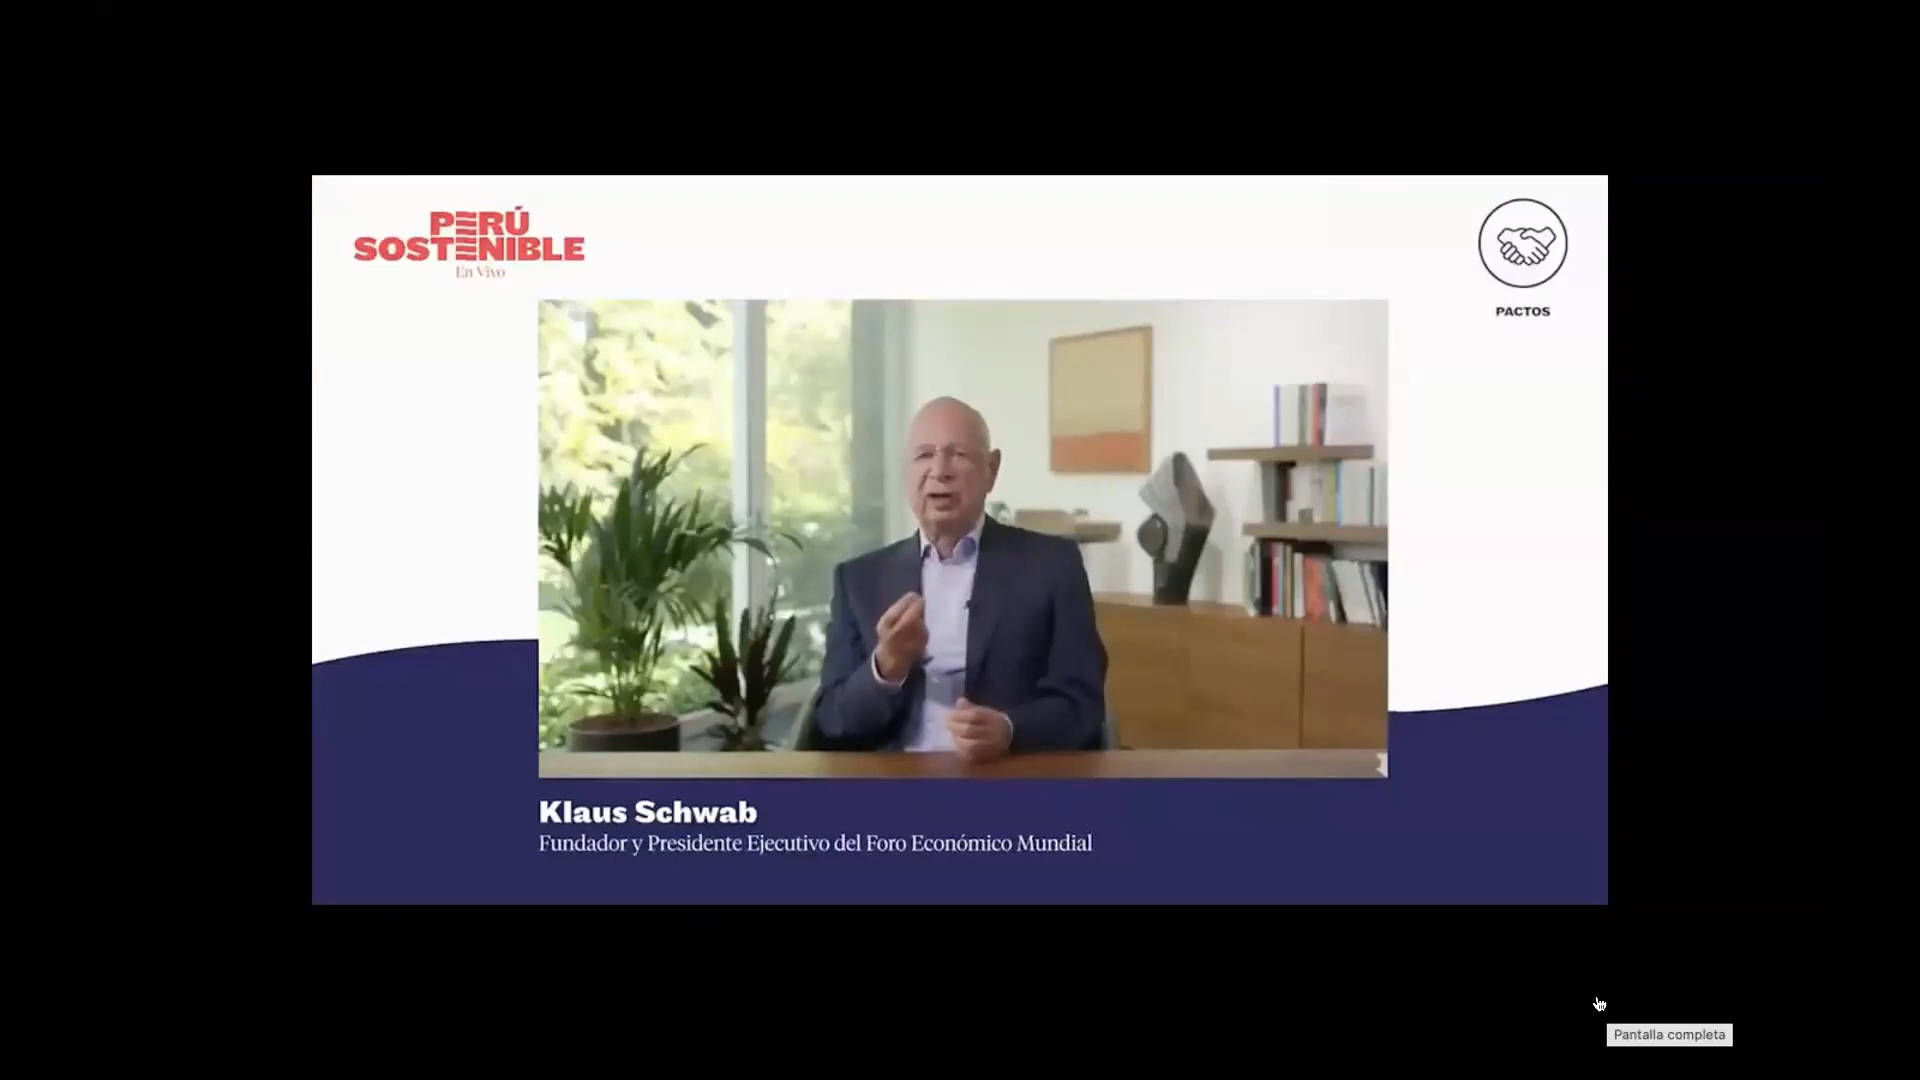 PERÚ
SOSTENIBLE
En Vivo
PACTOS
Klaus Schwab
Fundador y Presidente Ejecutivo del Foro Económico Mundial
Pantalla completa